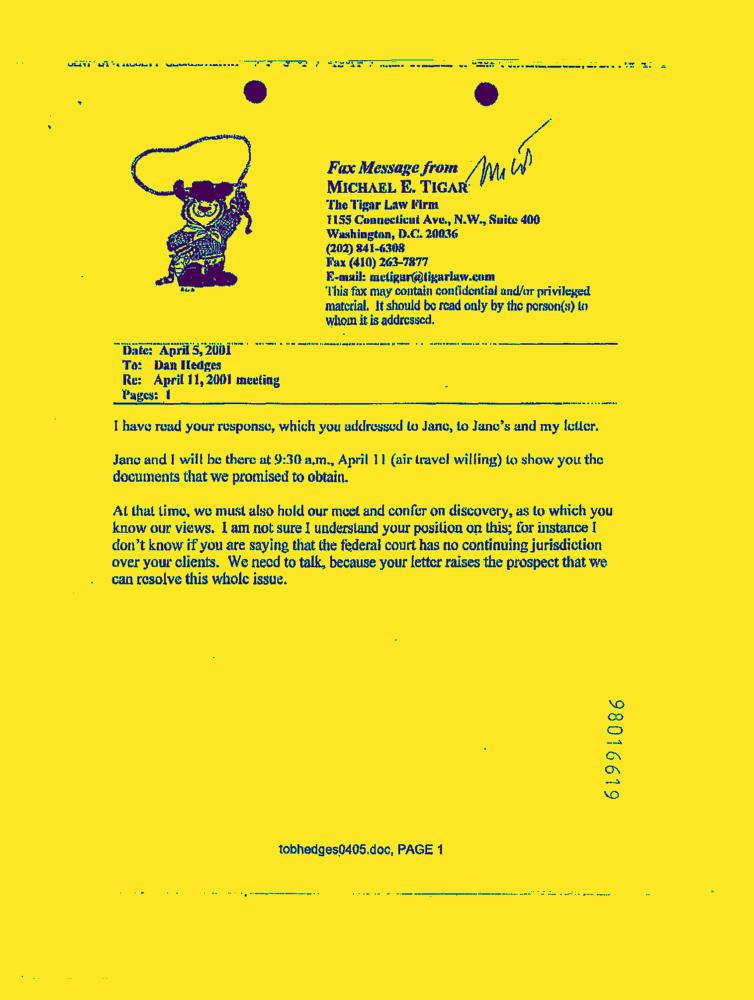 Fax Message from
MICHAEL E. TIGAR
The Tigar Law Firm
1155 Connecticut Ave., N.W., Suite 400
Washington, D.C. 20036
(202) 841-6308
Fax (410) 263-7877
E-mail: metigar@tigarlaw.com
This fax may contain confidential and/or privileged
material. It should be read only by the person(s) to
whom it is addressed.
Date: April 5, 2001
To: Dan Hedges
Re: April 11, 2001 meeting
Pages: 1
I have read your response, which you addressed to Jane, to Jane's and my letter.
Jane and I will be there at 9:30 a.m., April 11 (air travel willing) to show you the
documents that we promised to obtain.
At that time, we must also hold our meet and confer on discovery, as to which you
know our views. I am not sure I understand your position on this; for instance I
don't know if you are saying that the federal court has no continuing jurisdiction
over your clients. We need to talk, because your letter raises the prospect that we
can resolve this whole issue.
98016619
tobhedges0405.doc, PAGE 1